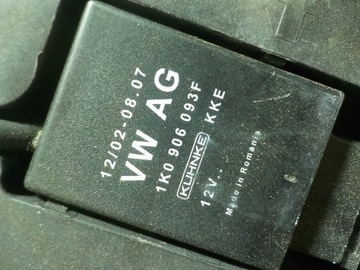 12/02-08.07
VW AG
1K0 906 093F
KUHNKE KKE
12V..
Made in Romania